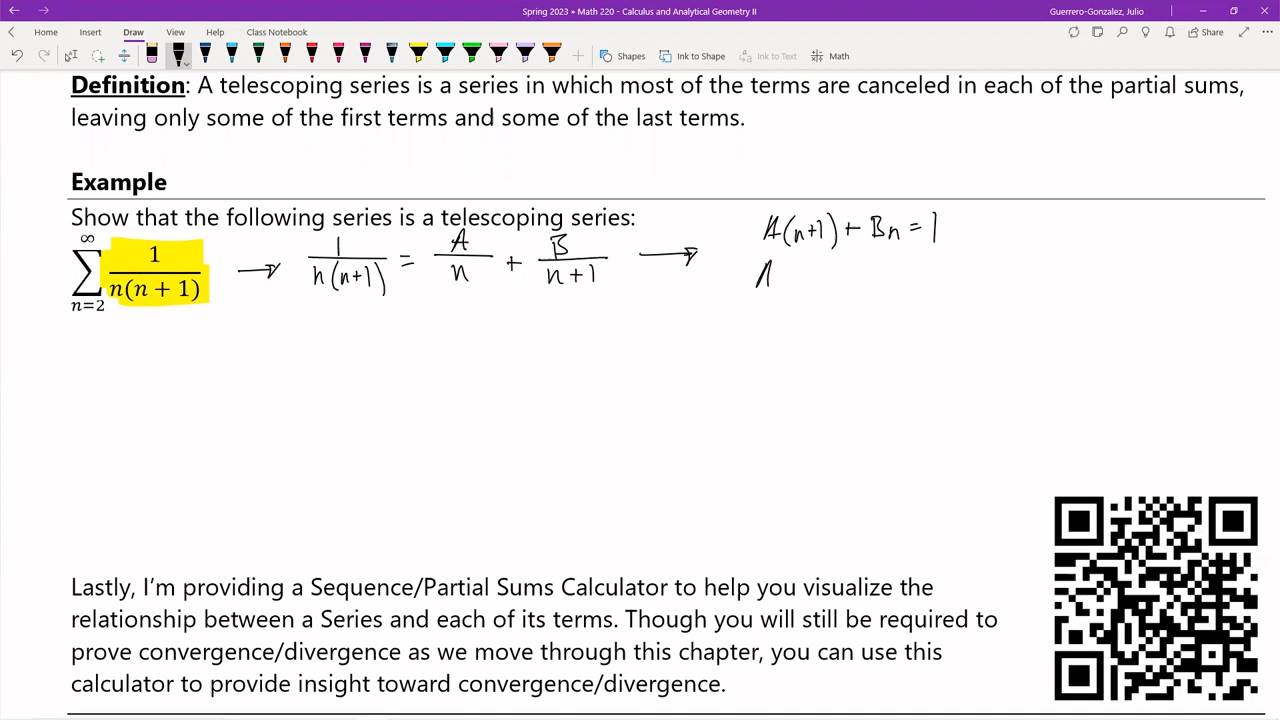 Spring 2023 » Math 220 - Calculus and Analytical Geometry II
Guerrero-Gonzalez, Julio
Home Insert Draw View Help Class Notebook
Share
Shapes Ink to Shape Ink to Text Math
Definition: A telescoping series is a series in which most of the terms are canceled in each of the partial sums,
leaving only some of the first terms and some of the last terms.
Example
Show that the following series is a telescoping series:
∞ ∑ n=2 1/(n(n + 1)) → 1/(n(n+1)) = A/n + B/(n+1) → A(n+1) + Bn = 1
A
Lastly, I’m providing a Sequence/Partial Sums Calculator to help you visualize the
relationship between a Series and each of its terms. Though you will still be required to
prove convergence/divergence as we move through this chapter, you can use this
calculator to provide insight toward convergence/divergence.